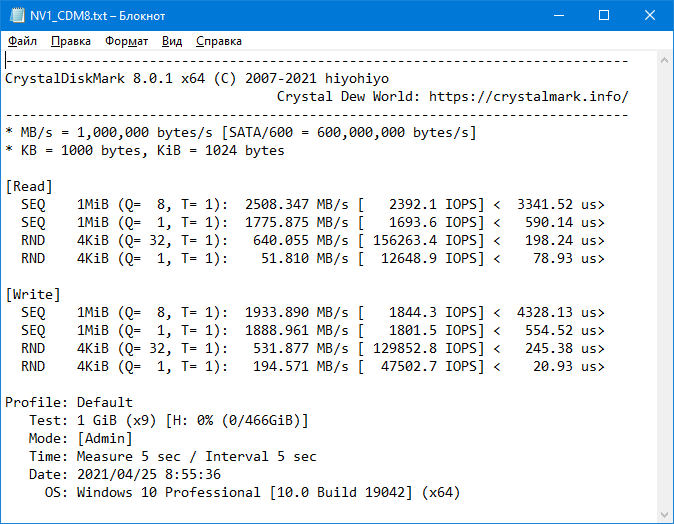 NV1_CDM8.txt – Блокнот
Файл Правка Формат Вид Справка
------------------------------------------------------------------------------
CrystalDiskMark 8.0.1 x64 (C) 2007-2021 hiyohiyo
                                  Crystal Dew World: https://crystalmark.info/
------------------------------------------------------------------------------
* MB/s = 1,000,000 bytes/s [SATA/600 = 600,000,000 bytes/s]
* KB = 1000 bytes, KiB = 1024 bytes

[Read]
  SEQ    1MiB (Q=  8, T= 1):  2508.347 MB/s [   2392.1 IOPS] <  3341.52 us>
  SEQ    1MiB (Q=  1, T= 1):  1775.875 MB/s [   1693.6 IOPS] <   590.14 us>
  RND    4KiB (Q= 32, T= 1):   640.055 MB/s [ 156263.4 IOPS] <   198.24 us>
  RND    4KiB (Q=  1, T= 1):    51.810 MB/s [  12648.9 IOPS] <    78.93 us>

[Write]
  SEQ    1MiB (Q=  8, T= 1):  1933.890 MB/s [   1844.3 IOPS] <  4328.13 us>
  SEQ    1MiB (Q=  1, T= 1):  1888.961 MB/s [   1801.5 IOPS] <   554.52 us>
  RND    4KiB (Q= 32, T= 1):   531.877 MB/s [ 129852.8 IOPS] <   245.38 us>
  RND    4KiB (Q=  1, T= 1):   194.571 MB/s [  47502.7 IOPS] <    20.93 us>

Profile: Default
   Test: 1 GiB (x9) [H: 0% (0/466GiB)]
   Mode: [Admin]
   Time: Measure 5 sec / Interval 5 sec
   Date: 2021/04/25 8:55:36
     OS: Windows 10 Professional [10.0 Build 19042] (x64)